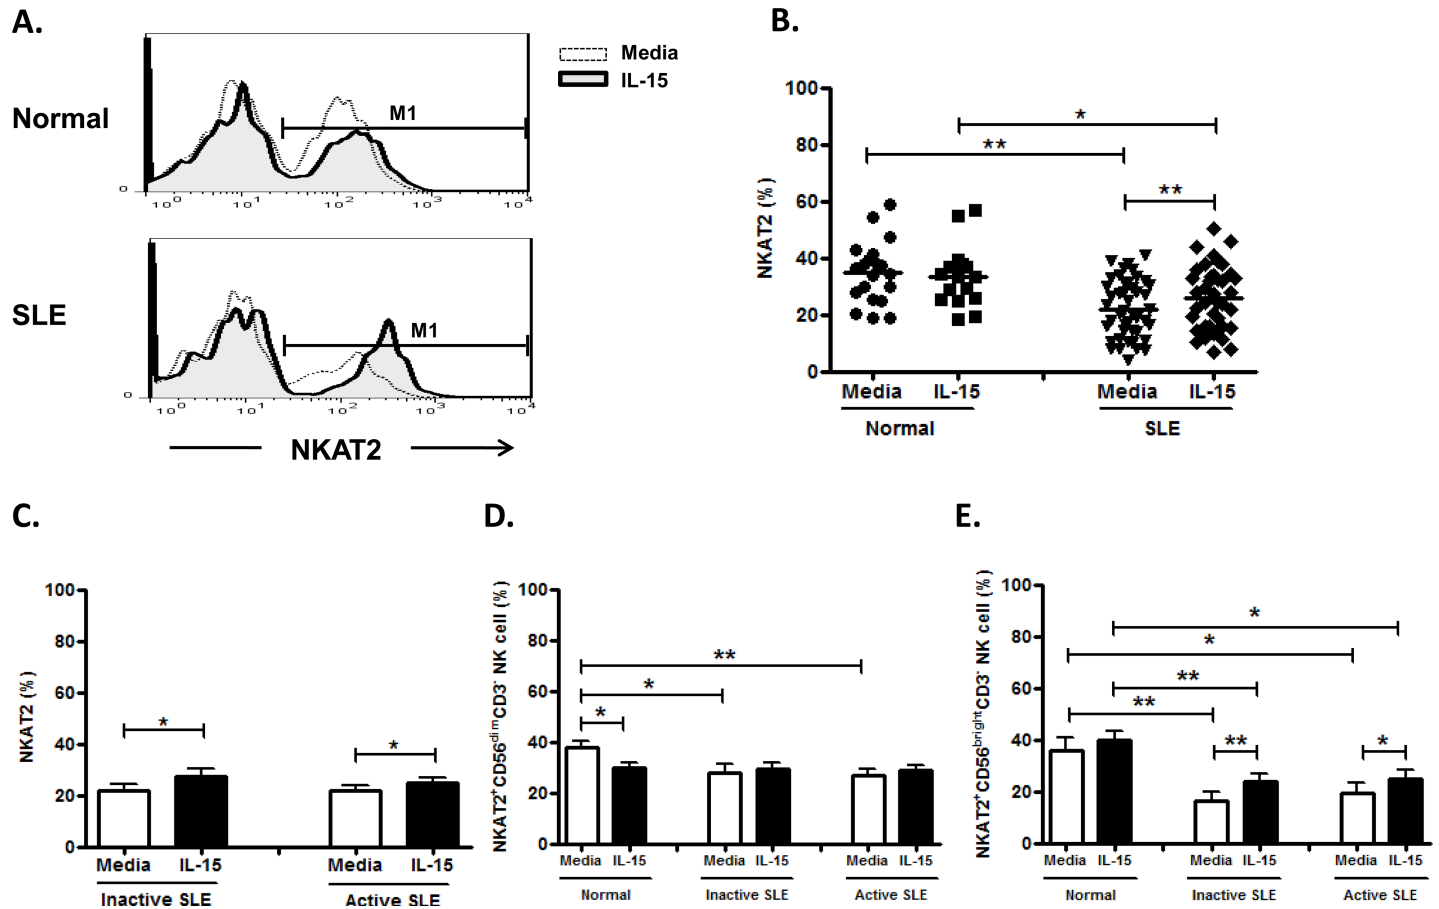 A.
Normal
Media
IL-15
M1
0
10⁰ 10¹ 10² 10³ 10⁴
SLE
M1
0
10⁰ 10¹ 10² 10³ 10⁴
NKAT2
B.
NKAT2 (%)
100
80
60
40
20
0
*
**
**
Media IL-15 Media IL-15
Normal SLE
C.
NKAT2 (%)
100
80
60
40
20
0
* *
Media IL-15 Media IL-15
Inactive SLE Active SLE
D.
NKAT2⁺CD56ᵈⁱᵐCD3⁻ NK cell (%)
100
80
60
40
20
0
**
*
*
Media IL-15 Media IL-15 Media IL-15
Normal Inactive SLE Active SLE
E.
NKAT2⁺CD56ᵇʳⁱᵍʰᵗCD3⁻ NK cell (%)
100
80
60
40
20
0
*
*
**
**
** *
Media IL-15 Media IL-15 Media IL-15
Normal Inactive SLE Active SLE